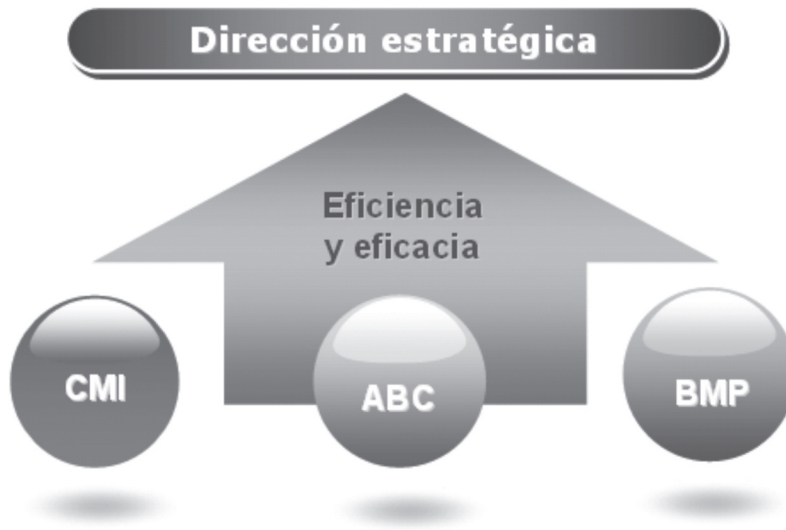 Dirección estratégica
Eficiencia
y eficacia
CMI
ABC
BMP